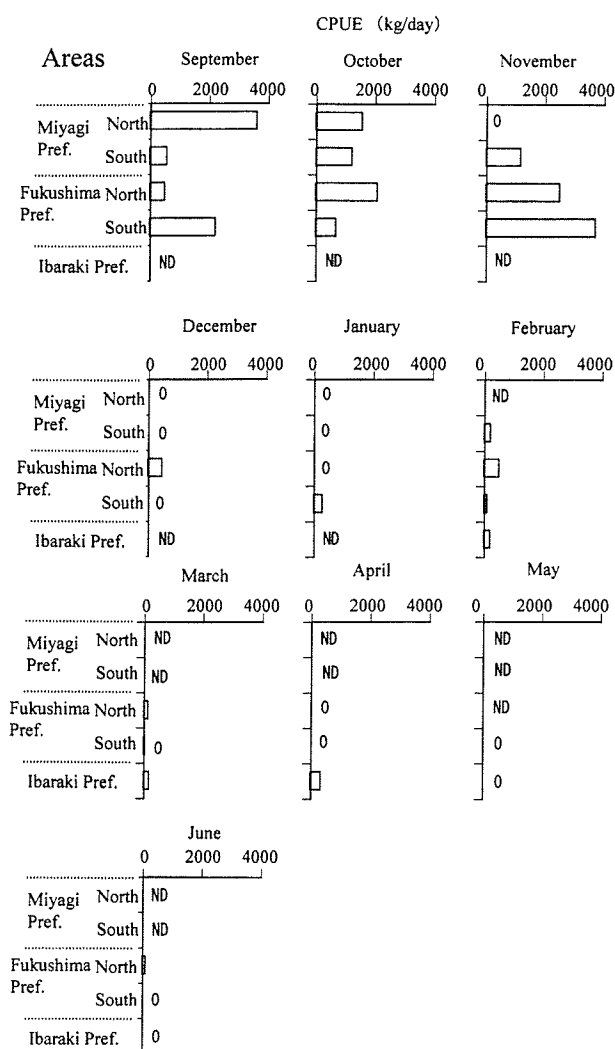 CPUE (kg/day)
Areas September October November
0 2000 4000 0 2000 4000 0 2000 4000
Miyagi Pref. North 0
South
Fukushima Pref. North
South
Ibaraki Pref. ND ND ND
December January February
0 2000 4000 0 2000 4000 0 2000 4000
Miyagi Pref. North 0 0 ND
South 0 0
Fukushima Pref. North 0
South 0
Ibaraki Pref. ND ND
March April May
0 2000 4000 0 2000 4000 0 2000 4000
Miyagi Pref. North ND ND ND
South ND ND ND
Fukushima Pref. North 0 ND
South 0 0 0
Ibaraki Pref. 0
June
0 2000 4000
Miyagi Pref. North ND
South ND
Fukushima Pref. North
South 0
Ibaraki Pref. 0